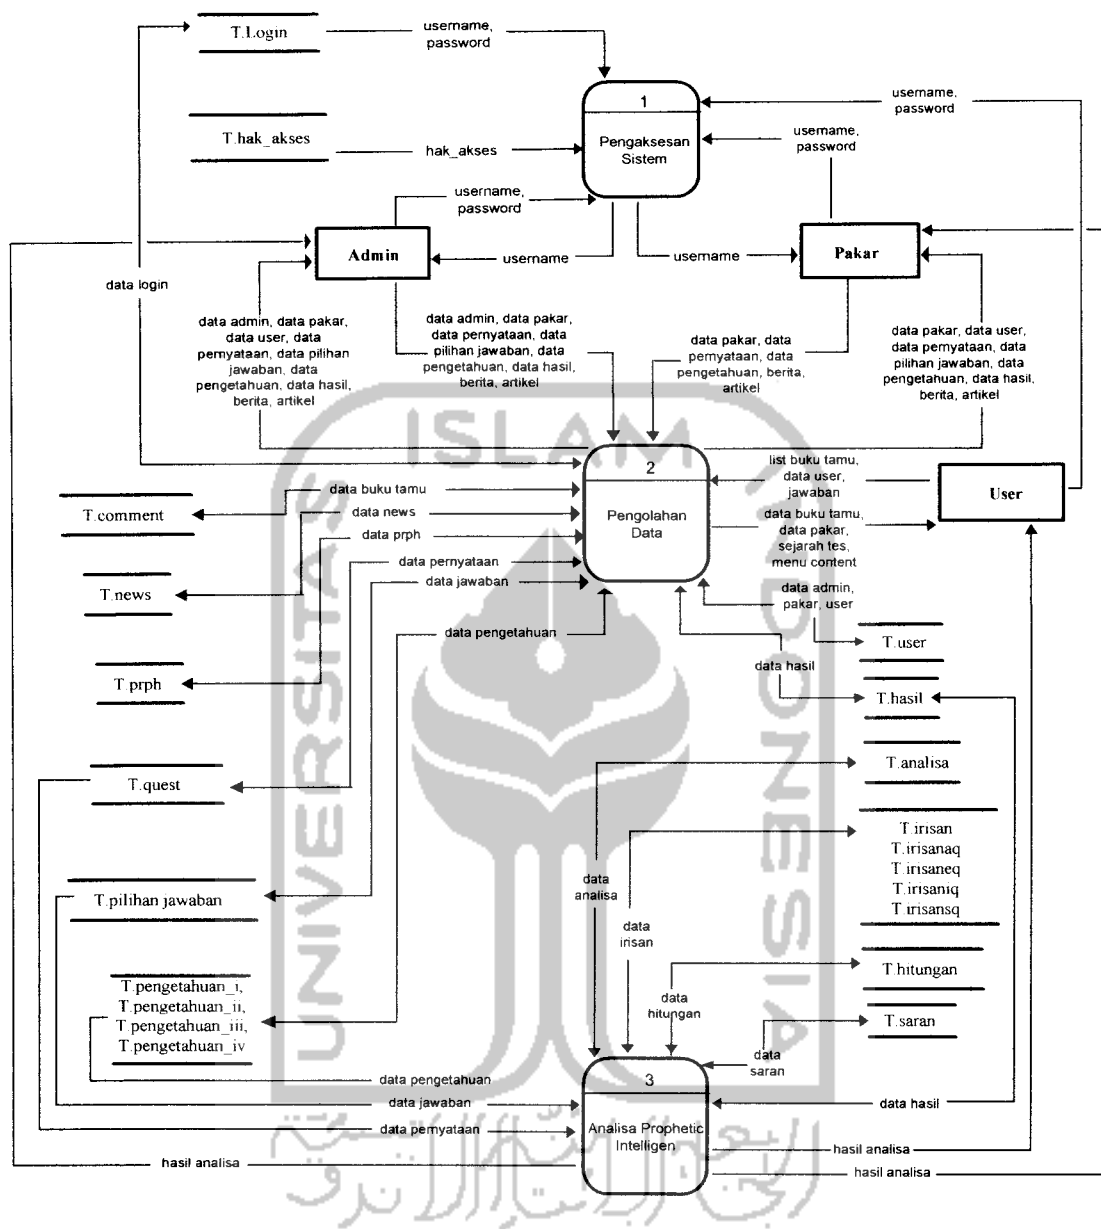 T.Login
username,
password
1
Pengaksesan
Sistem
username,
password
T.hak_akses
hak_akses
username,
password
username,
password
Admin
username
username
Pakar
data login
data admin, data pakar,
data user, data
pernyataan, data pilihan
jawaban, data
pengetahuan, data hasil,
berita, artikel
data admin, data pakar,
data pernyataan, data
pilihan jawaban, data
pengetahuan, data hasil,
berita, artikel
data pakar, data
pernyataan, data
pengetahuan, berita,
artikel
data pakar, data user,
data pernyataan, data
pilihan jawaban, data
pengetahuan, data hasil,
berita, artikel
2
Pengolahan
Data
list buku tamu,
data user,
jawaban
User
data buku tamu,
data pakar,
sejarah tes,
menu content
T.comment
data buku tamu
data news
data prph
data pernyataan
data jawaban
T.news
data admin,
pakar, user
data pengetahuan
T.user
data hasil
T.prph
T.hasil
T.quest
T.analisa
T.irisan
T.irisanaq
T.irisaneq
T.irisaniq
T.irisansq
data
analisa
T.pilihan jawaban
data
irisan
T.hitungan
data
hitungan
T.pengetahuan_i,
T.pengetahuan_ii,
T.pengetahuan_iii,
T.pengetahuan_iv
T.saran
data
saran
3
Analisa Prophetic
Intelligen
data pengetahuan
data jawaban
data pernyataan
hasil analisa
data hasil
hasil analisa
hasil analisa
UNIVERSITAS
ISLAM
INDONESIA